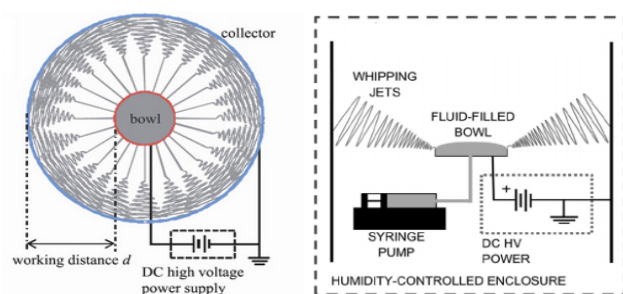 collector
bowl
working distance d
DC high voltage
power supply
WHIPPING
JETS
FLUID-FILLED
BOWL
+
SYRINGE
PUMP
DC HV
POWER
HUMIDITY-CONTROLLED ENCLOSURE